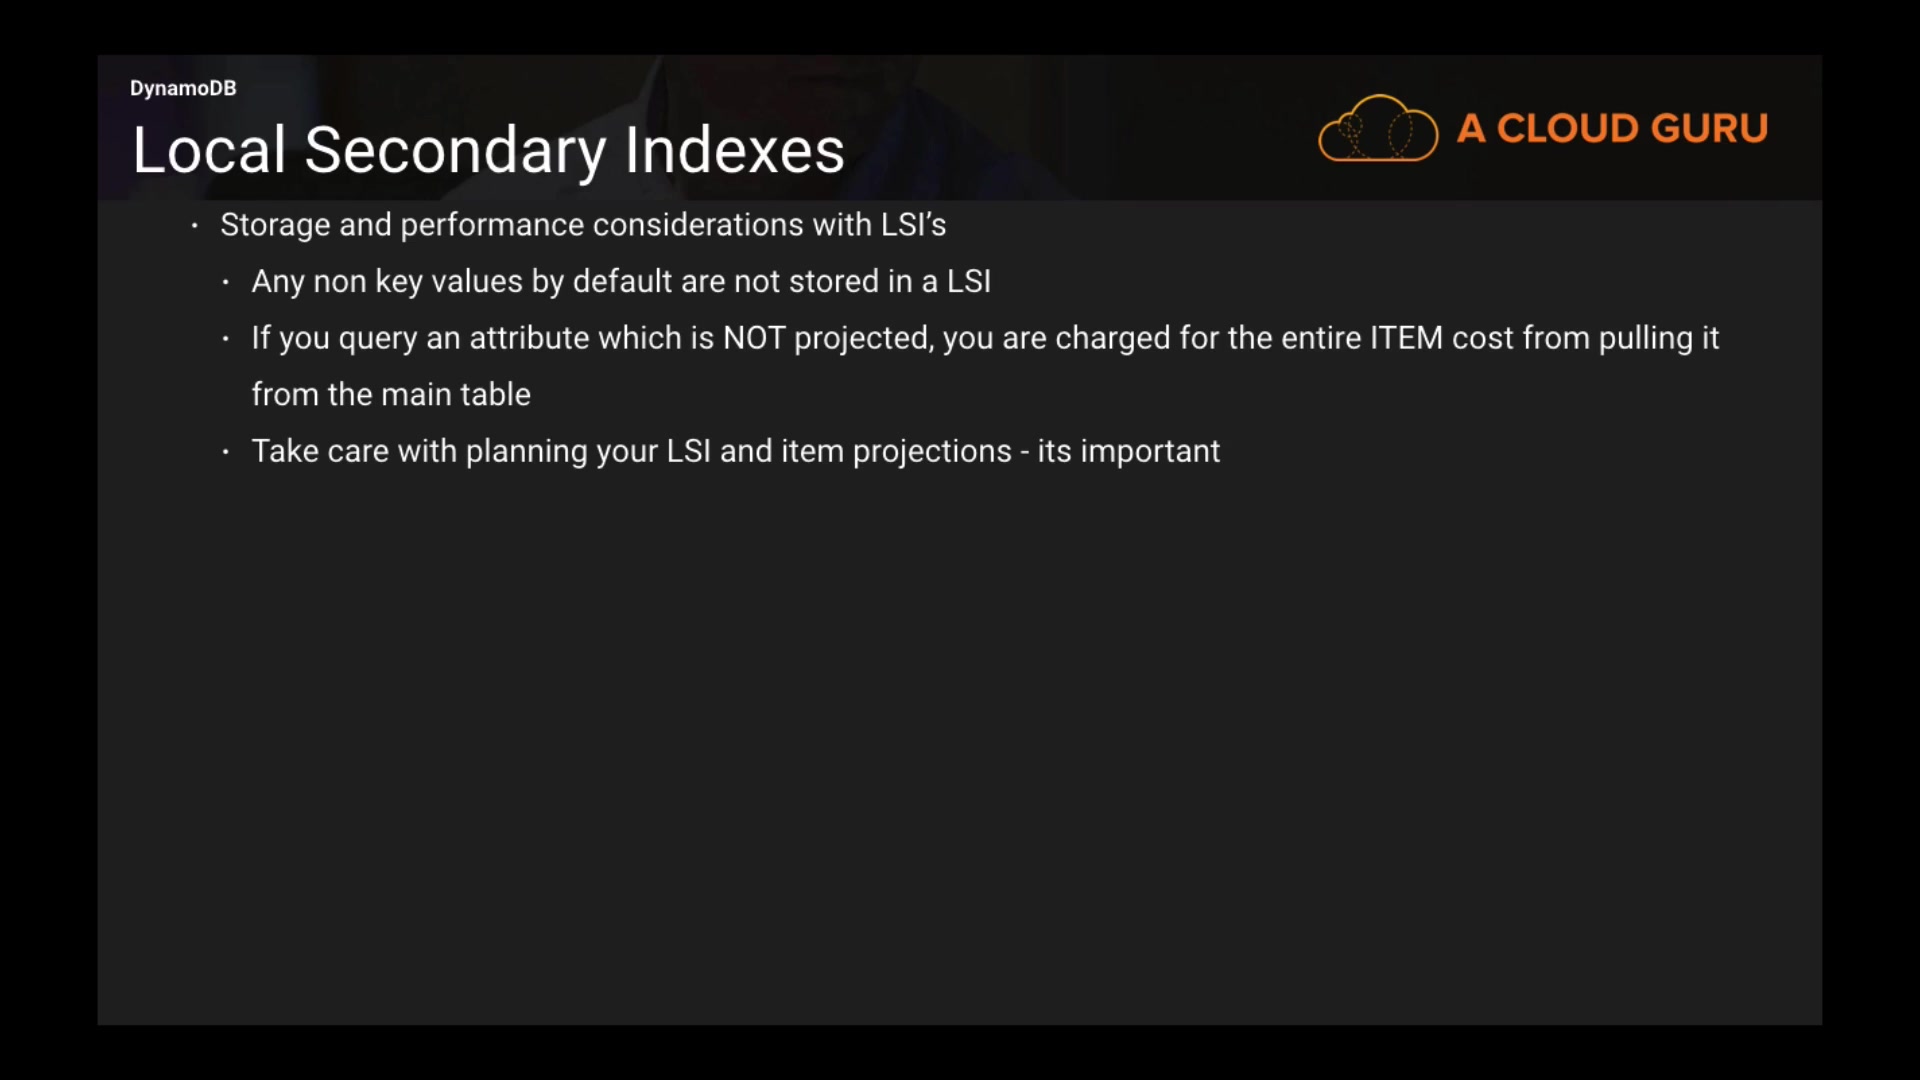 DynamoDB
Local Secondary Indexes
A CLOUD GURU
· Storage and performance considerations with LSI’s
· Any non key values by default are not stored in a LSI
· If you query an attribute which is NOT projected, you are charged for the entire ITEM cost from pulling it
from the main table
· Take care with planning your LSI and item projections - its important